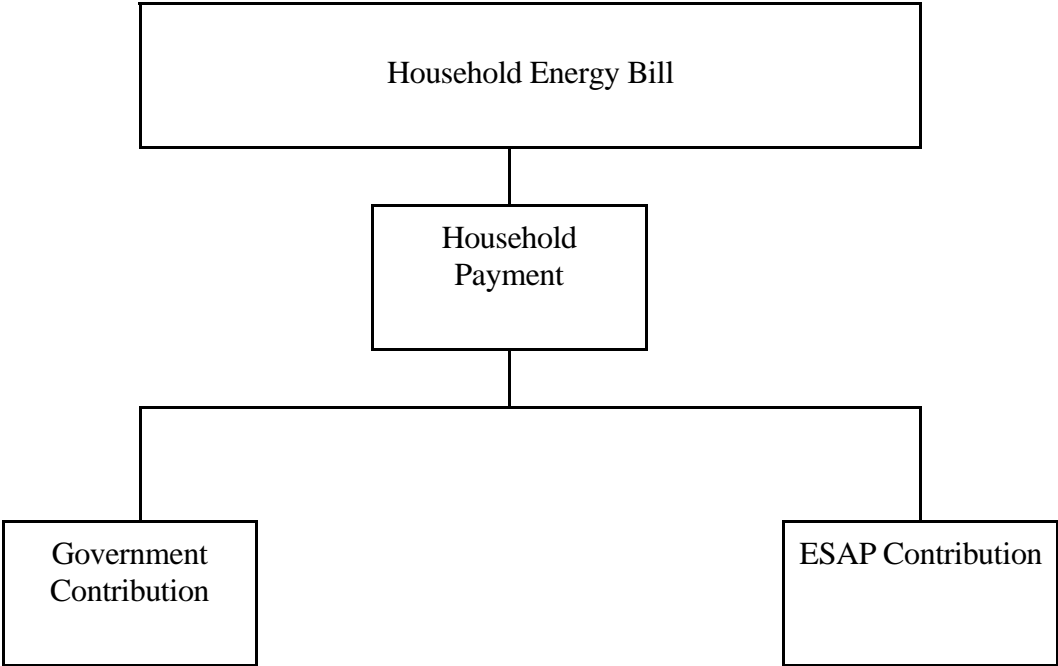 Household Energy Bill
Household
Payment
Government
Contribution
ESAP Contribution